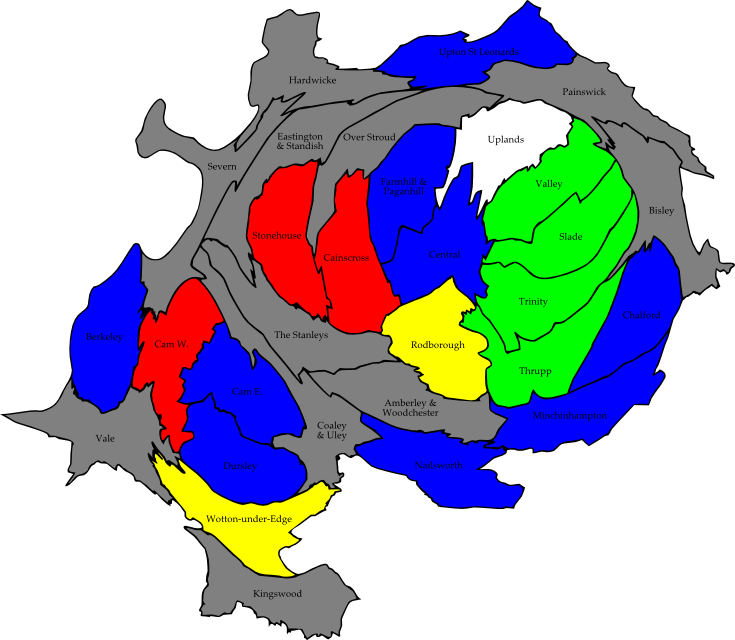 Upton St Leonards
Hardwicke
Painswick
Eastington
& Standish
Over Stroud
Uplands
Severn
Farmhill &
Paganhill
Valley
Bisley
Stonehouse
Slade
Cainscross
Central
Trinity
Chalford
Berkeley
The Stanleys
Cam W.
Rodborough
Thrupp
Cam E.
Amberley &
Woodchester
Minchinhampton
Coaley
& Uley
Vale
Dursley
Nailsworth
Wotton-under-Edge
Kingswood